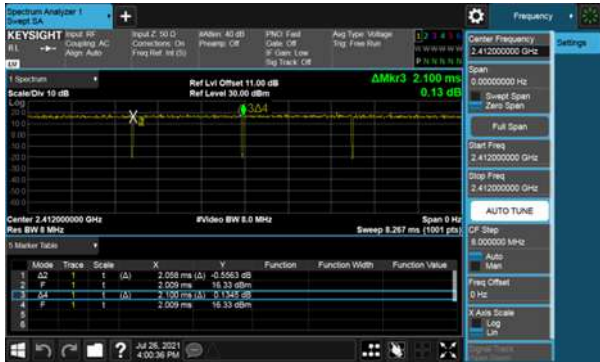 Spectrum Analyzer 1
Swept SA
+
Frequency
KEYSIGHT
Input: RF
Coupling: AC
Align: Auto
Input Z: 50 Ω
Corrections: On
Freq Ref: Int (S)
#Atten: 40 dB
Preamp: Off
PNO: Fast
Gate: Off
IF Gain: Low
Sig Track: Off
Avg Type: Voltage
Trig: Free Run
1 2 3 4 5 6
W W W W W W
P N N N N N
Center Frequency
2.412000000 GHz
Settings
Span
0.00000000 Hz
Swept Span
Zero Span
Full Span
Start Freq
2.412000000 GHz
Stop Freq
2.412000000 GHz
AUTO TUNE
CF Step
8.000000 MHz
Auto
Man
Freq Offset
0 Hz
X Axis Scale
Log
Lin
1 Spectrum
Scale/Div 10 dB
Log
Ref Lvl Offset 11.00 dB
Ref Level 30.00 dBm
ΔMkr3 2.100 ms
0.13 dB
3Δ4
Center 2.412000000 GHz
Res BW 8 MHz
#Video BW 8.0 MHz
Span 0 Hz
Sweep 8.267 ms (1001 pts)
5 Marker Table
Mode Trace Scale X Y Function Function Width Function Value
1 Δ2 1 t (Δ) 2.058 ms (Δ) -0.5563 dB
2 F 1 t 2.009 ms 16.33 dBm
3 Δ4 1 t (Δ) 2.100 ms (Δ) 0.1345 dB
4 F 1 t 2.009 ms 16.33 dBm
5
6
?
Jul 26, 2021
4:00:36 PM